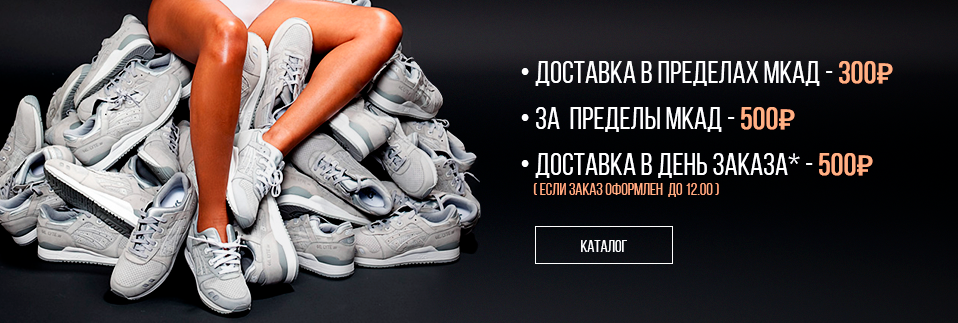 • ДОСТАВКА В ПРЕДЕЛАХ МКАД - 300₽
• ЗА ПРЕДЕЛЫ МКАД - 500₽
• ДОСТАВКА В ДЕНЬ ЗАКАЗА* - 500₽
( ЕСЛИ ЗАКАЗ ОФОРМЛЕН ДО 12.00 )
КАТАЛОГ